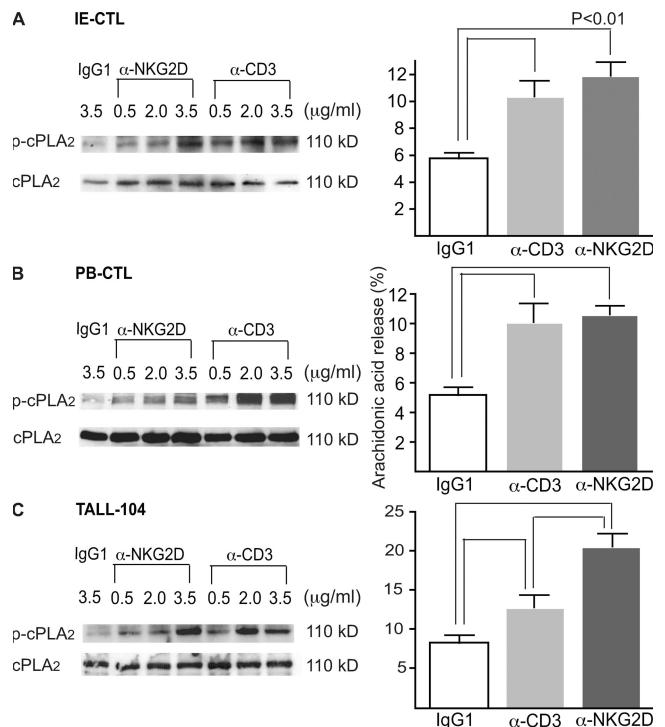 A IE-CTL
P<0.01
IgG1 α-NKG2D α-CD3
3.5 0.5 2.0 3.5 0.5 2.0 3.5 (μg/ml)
p-cPLA2 110 kD
cPLA2 110 kD
12
10
8
6
4
2
IgG1 α-CD3 α-NKG2D
B PB-CTL
IgG1 α-NKG2D α-CD3
3.5 0.5 2.0 3.5 0.5 2.0 3.5 (μg/ml)
p-cPLA2 110 kD
cPLA2 110 kD
Arachidonic acid release (%)
12
10
8
6
4
2
IgG1 α-CD3 α-NKG2D
C TALL-104
IgG1 α-NKG2D α-CD3
3.5 0.5 2.0 3.5 0.5 2.0 3.5 (μg/ml)
p-cPLA2 110 kD
cPLA2 110 kD
25
20
15
10
5
IgG1 α-CD3 α-NKG2D